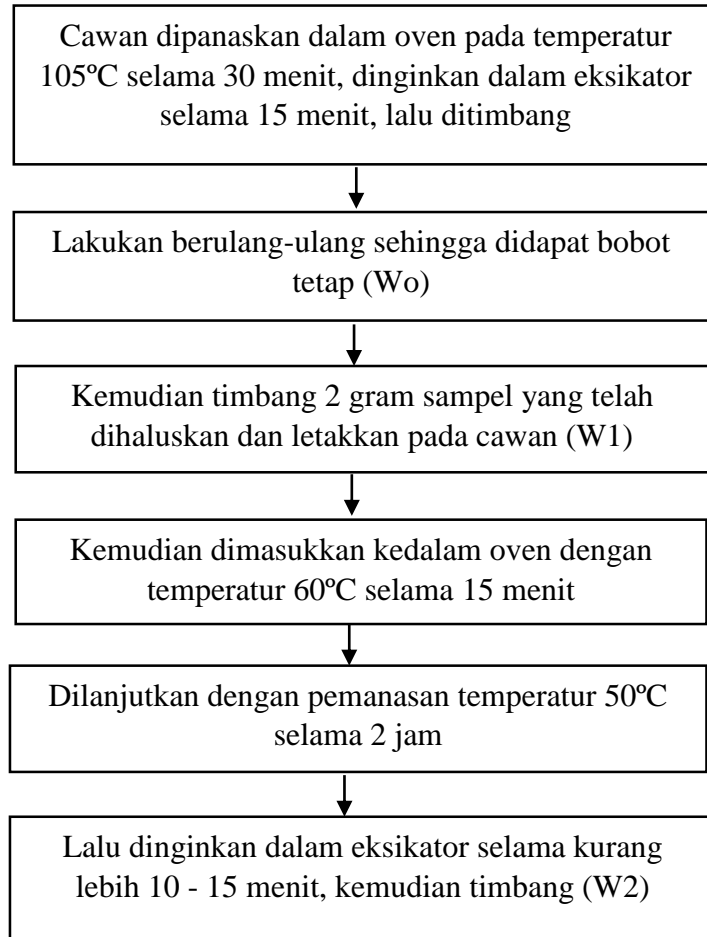 Cawan dipanaskan dalam oven pada temperatur
105ºC selama 30 menit, dinginkan dalam eksikator
selama 15 menit, lalu ditimbang
Lakukan berulang-ulang sehingga didapat bobot
tetap (Wo)
Kemudian timbang 2 gram sampel yang telah
dihaluskan dan letakkan pada cawan (W1)
Kemudian dimasukkan kedalam oven dengan
temperatur 60ºC selama 15 menit
Dilanjutkan dengan pemanasan temperatur 50ºC
selama 2 jam
Lalu dinginkan dalam eksikator selama kurang
lebih 10 - 15 menit, kemudian timbang (W2)